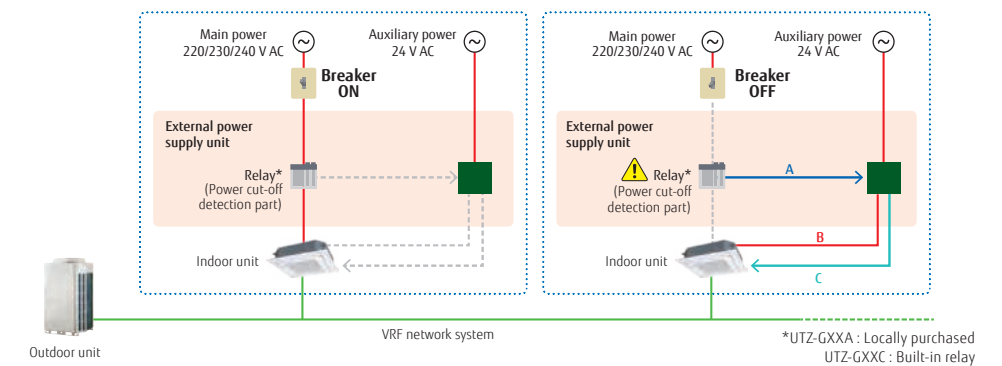 Main power
220/230/240 V AC
Auxiliary power
24 V AC
Breaker
ON
External power
supply unit
Relay*
(Power cut-off
detection part)
Indoor unit
Main power
220/230/240 V AC
Auxiliary power
24 V AC
Breaker
OFF
External power
supply unit
Relay*
(Power cut-off
detection part)
A
B
C
Indoor unit
Outdoor unit
VRF network system
*UTZ-GXXA : Locally purchased
UTZ-GXXC : Built-in relay